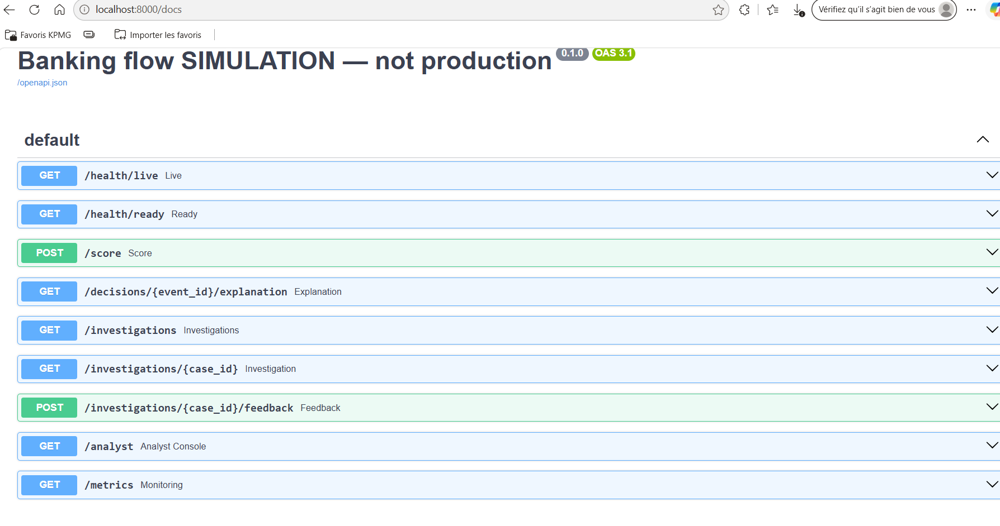 localhost:8000/docs
Vérifiez qu'il s'agit bien de vous
Favoris KPMG
Importer les favoris
Banking flow SIMULATION — not production 0.1.0 OAS 3.1
/openapi.json
default
GET /health/live Live
GET /health/ready Ready
POST /score Score
GET /decisions/{event_id}/explanation Explanation
GET /investigations Investigations
GET /investigations/{case_id} Investigation
POST /investigations/{case_id}/feedback Feedback
GET /analyst Analyst Console
GET /metrics Monitoring